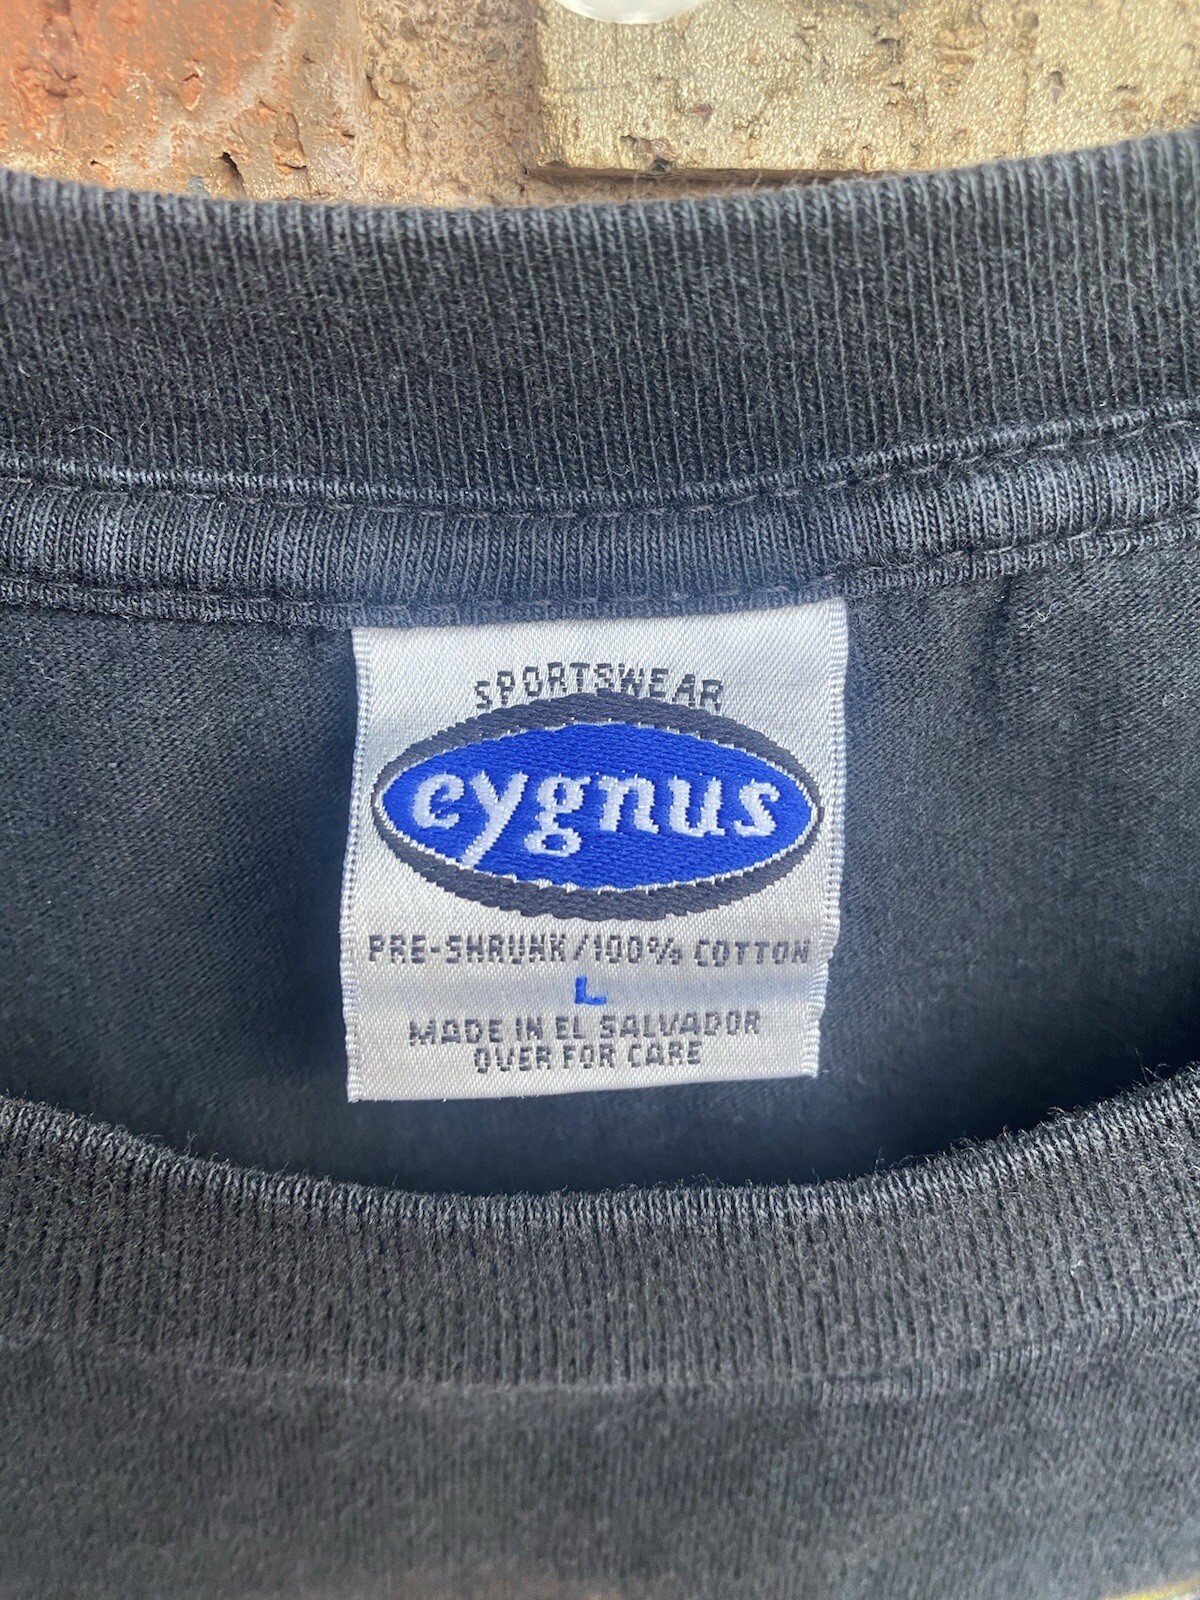 SPORTSWEAR
cygnus
PRE-SHRUNK/100% COTTON
L
MADE IN EL SALVADOR
OVER FOR CARE